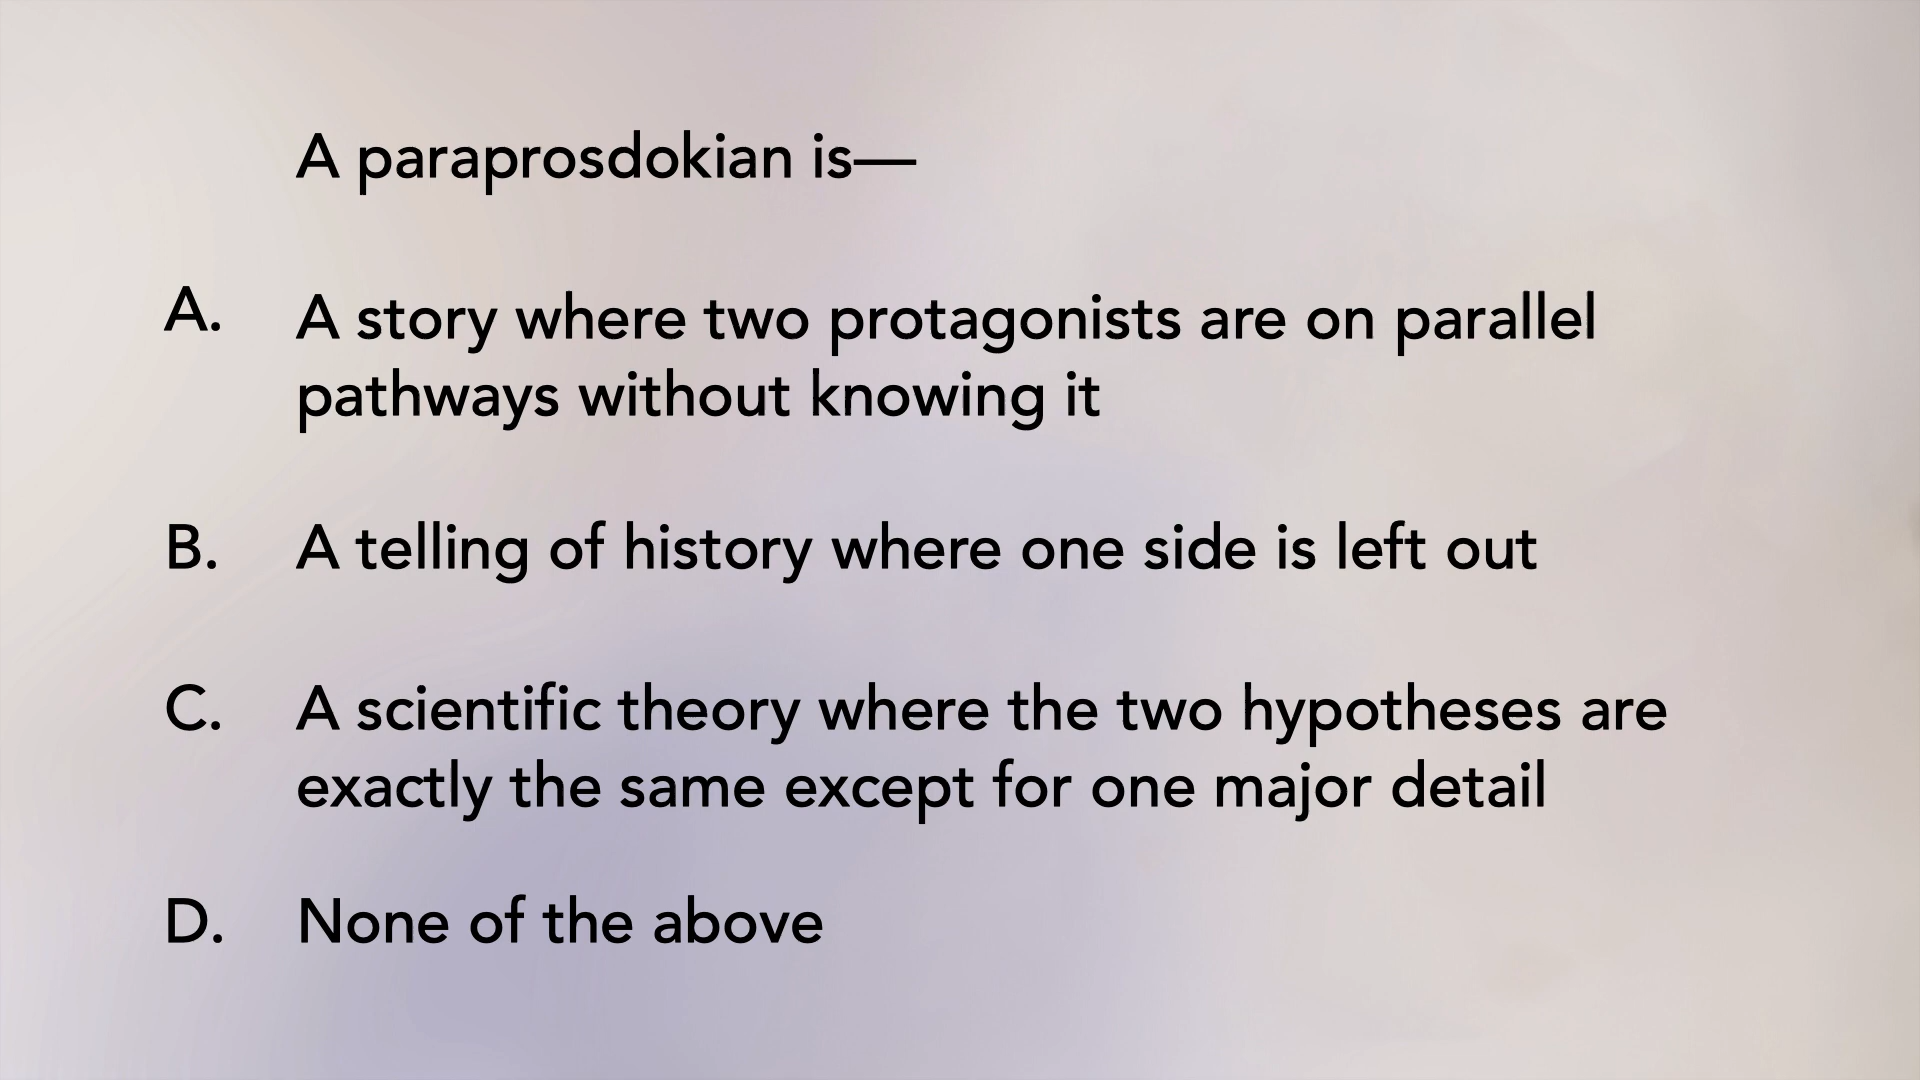 A paraprosdokian is—
A. A story where two protagonists are on parallel
pathways without knowing it
B. A telling of history where one side is left out
C. A scientific theory where the two hypotheses are
exactly the same except for one major detail
D. None of the above